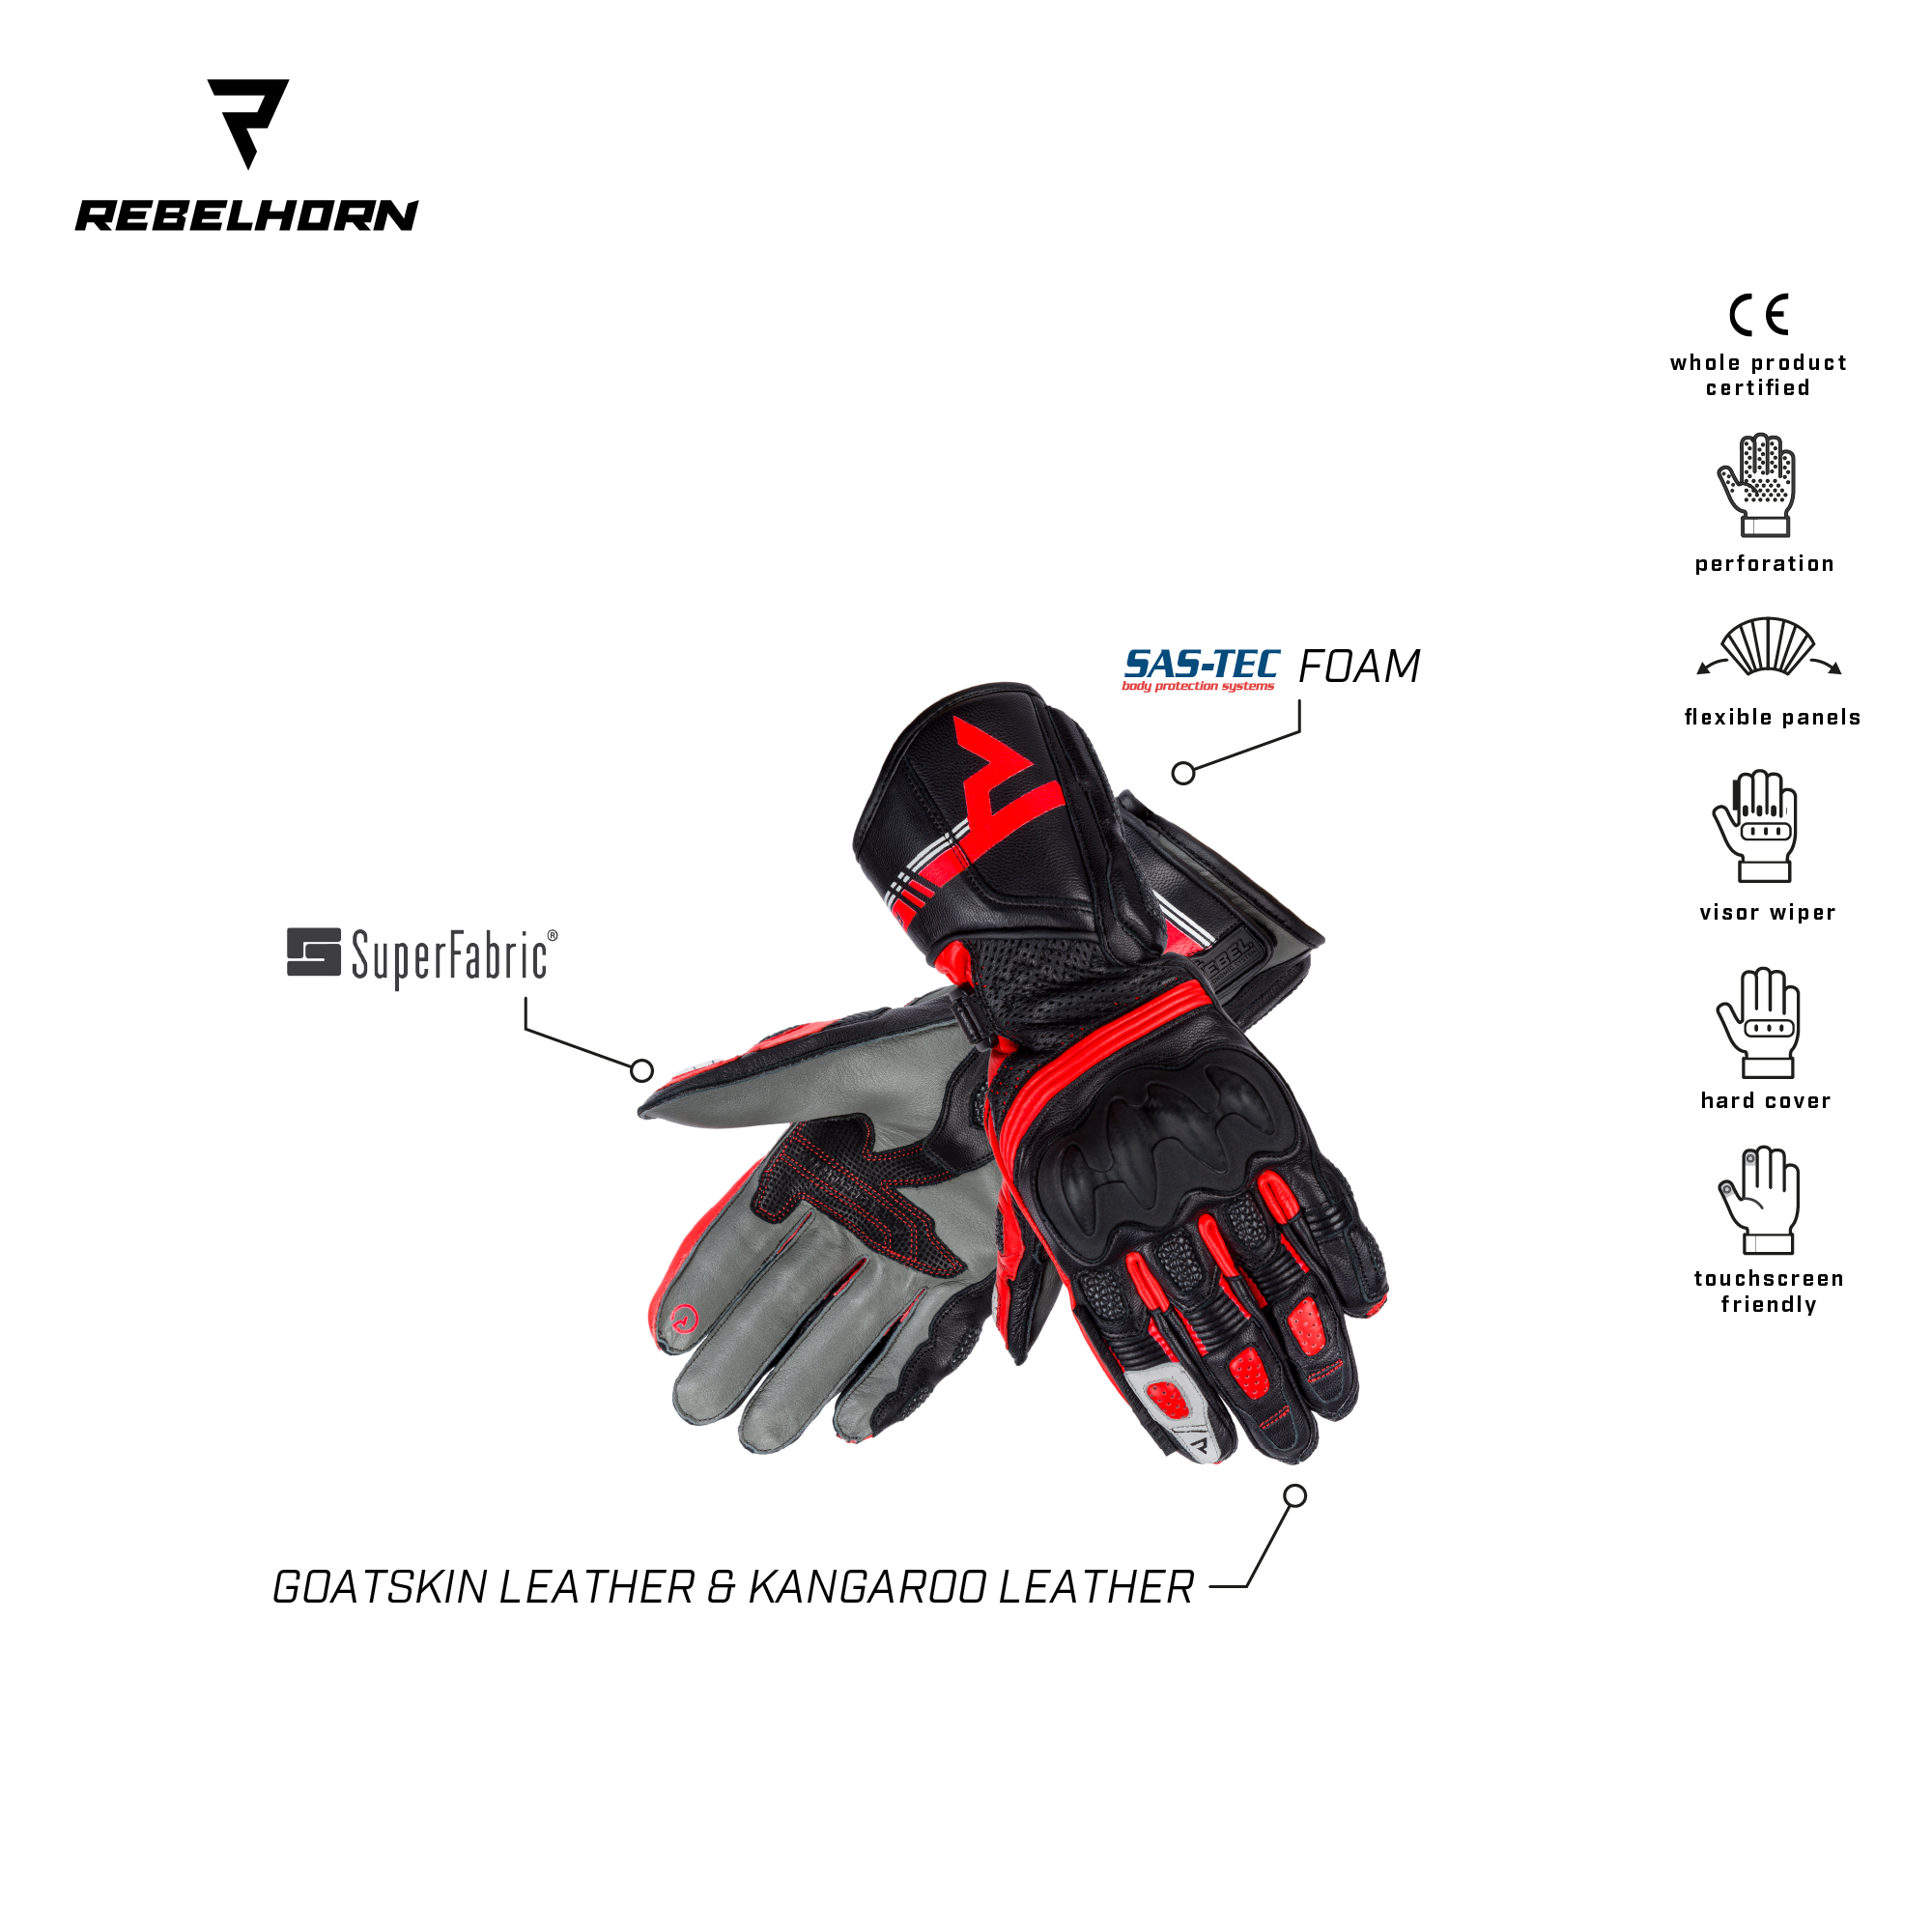 REBELHORN
CE
whole product
certified
perforation
flexible panels
visor wiper
hard cover
touchscreen
friendly
SAS-TEC FOAM
body protection systems
SuperFabric®
GOATSKIN LEATHER & KANGAROO LEATHER